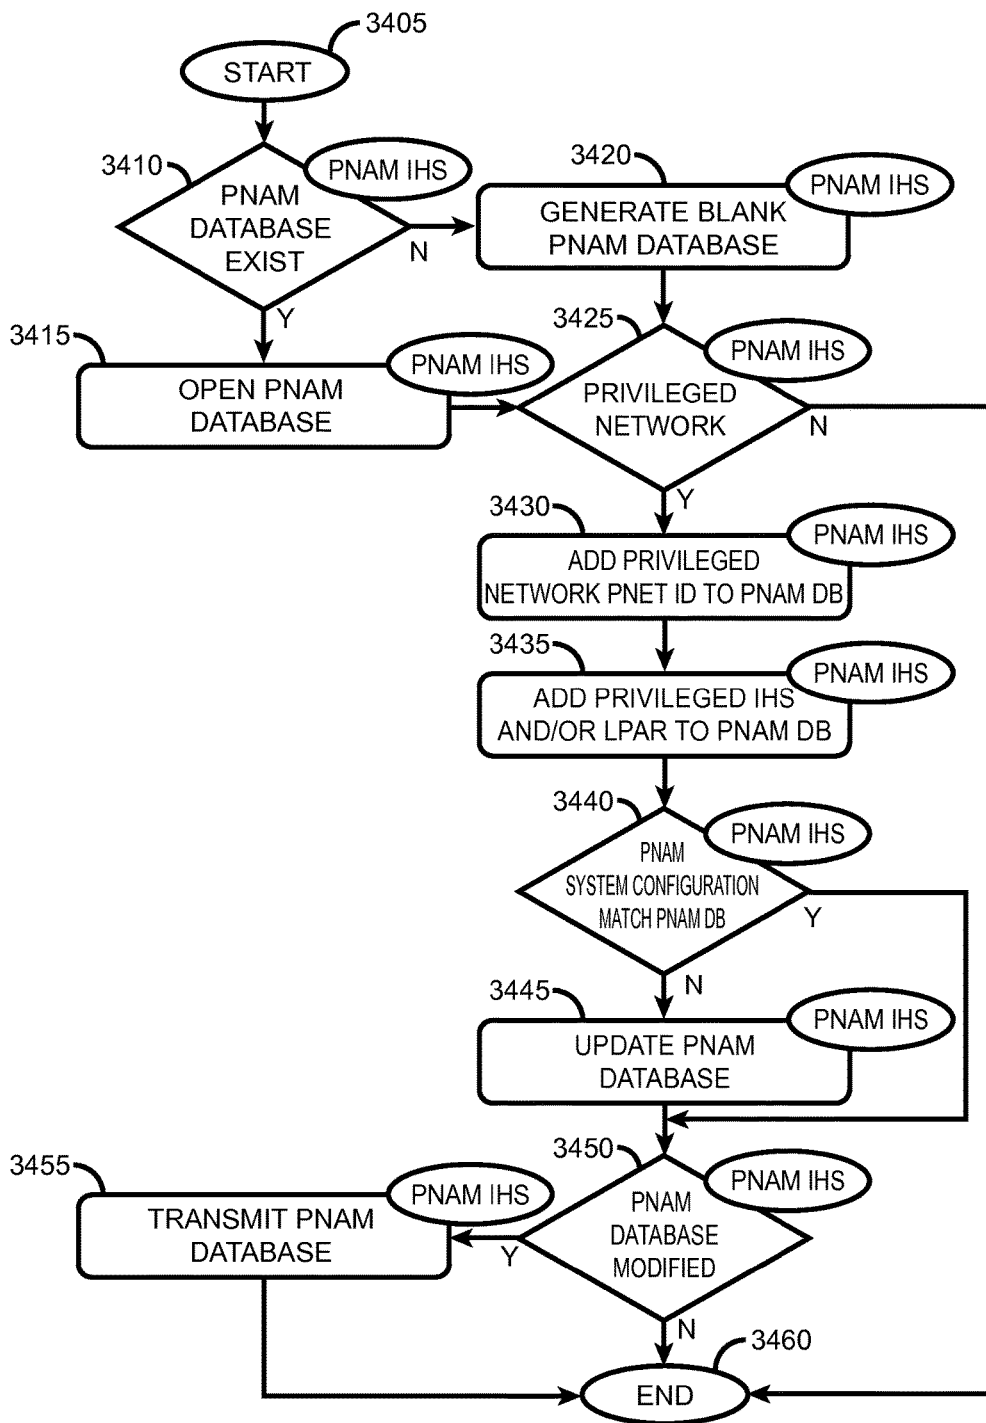 3405
START
3410
PNAM IHS
PNAM
DATABASE
EXIST
N
Y
3420
PNAM IHS
GENERATE BLANK
PNAM DATABASE
3415
PNAM IHS
OPEN PNAM
DATABASE
3425
PNAM IHS
PRIVILEGED
NETWORK
N
Y
3430
PNAM IHS
ADD PRIVILEGED
NETWORK PNET ID TO PNAM DB
3435
PNAM IHS
ADD PRIVILEGED IHS
AND/OR LPAR TO PNAM DB
3440
PNAM IHS
PNAM
SYSTEM CONFIGURATION
MATCH PNAM DB
Y
N
3445
PNAM IHS
UPDATE PNAM
DATABASE
3450
PNAM IHS
PNAM
DATABASE
MODIFIED
Y
N
3455
PNAM IHS
TRANSMIT PNAM
DATABASE
3460
END